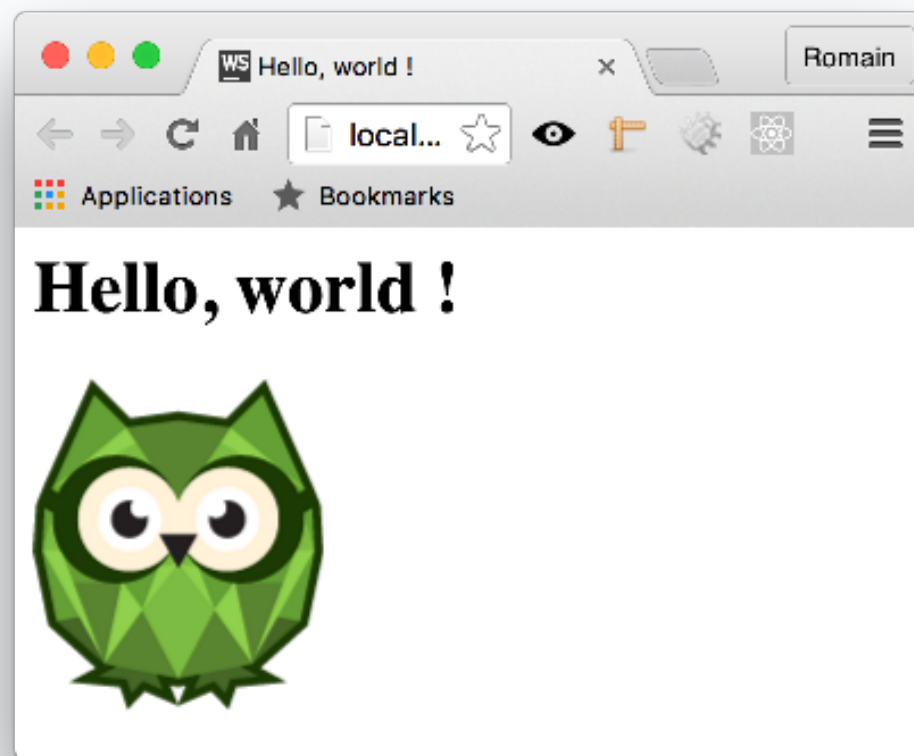 WS Hello, world !
Romain
local...
Applications Bookmarks
Hello, world !